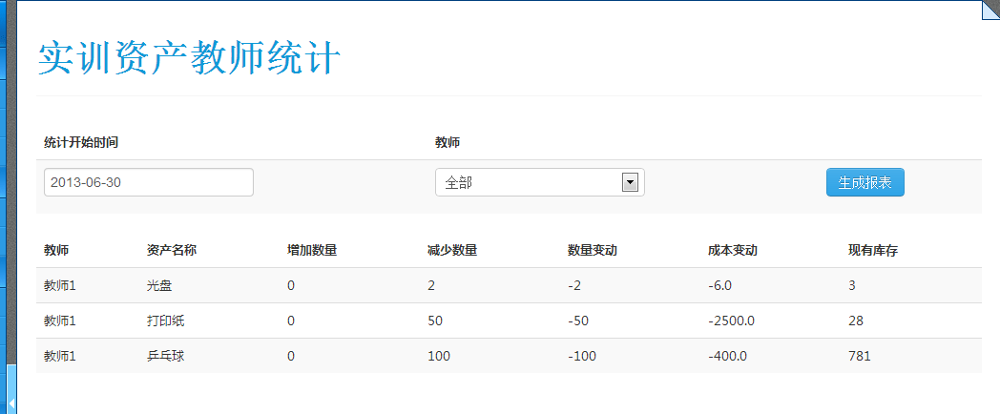 实训资产教师统计
统计开始时间 教师
2013-06-30 全部 生成报表
教师 资产名称 增加数量 减少数量 数量变动 成本变动 现有库存
教师1 光盘 0 2 -2 -6.0 3
教师1 打印纸 0 50 -50 -2500.0 28
教师1 乒乓球 0 100 -100 -400.0 781